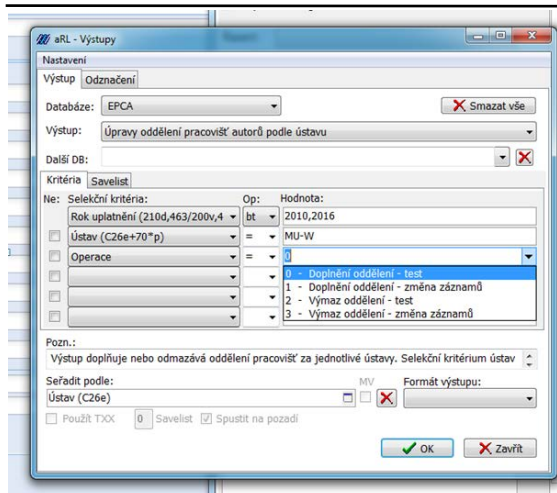 aRL - Výstupy
Nastavení
Výstup Odznačení
Databáze: EPCA Smazat vše
Výstup: Úpravy oddělení pracovišť autorů podle ústavu
Další DB:
Kritéria Savelist
Ne: Selekční kritéria: Op: Hodnota:
Rok uplatnění (210d,463/200v,4 bt 2010,2016
Ústav (C26e+70*p) = MU-W
Operace = 0
0 - Doplnění oddělení - test
1 - Doplnění oddělení - změna záznamů
2 - Výmaz oddělení - test
3 - Výmaz oddělení - změna záznamů
Pozn.:
Výstup doplňuje nebo odmazává oddělení pracovišť za jednotlivé ústavy. Selekční kritérium ústav
Seřadit podle: MV Formát výstupu:
Ústav (C26e)
Použít TXX 0 Savelist Spustit na pozadí
OK Zavřít